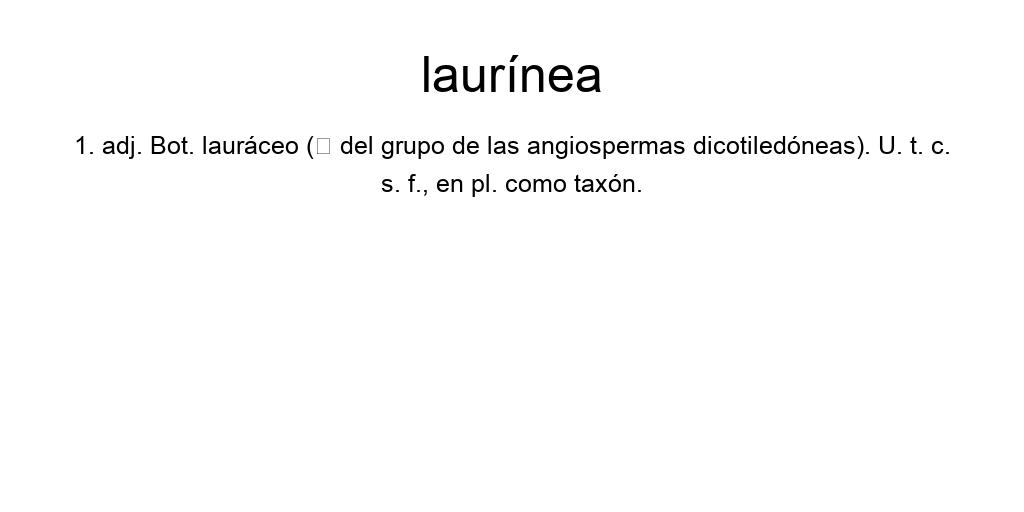 laurínea
1. adj. Bot. lauráceo (▯ del grupo de las angiospermas dicotiledóneas). U. t. c.
s. f., en pl. como taxón.